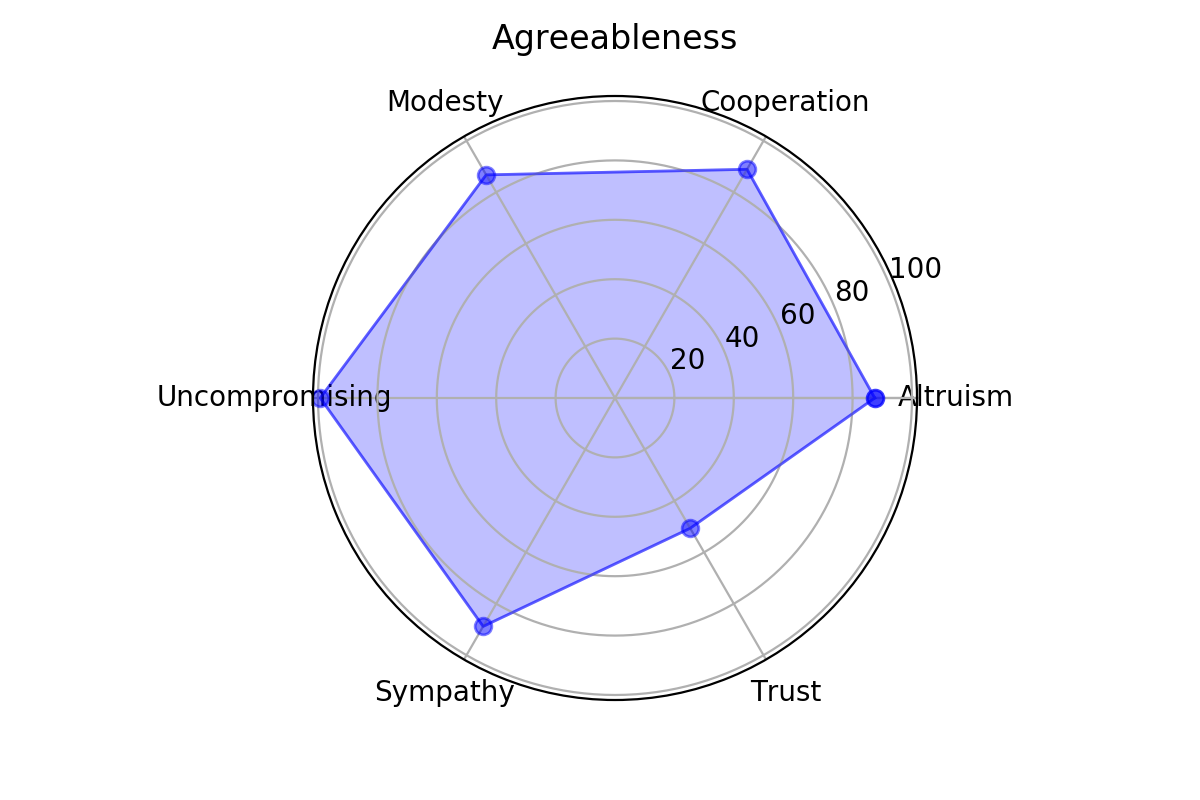 Agreeableness
Modesty
Cooperation
100
80
60
40
20
Uncompromising
Altruism
Sympathy
Trust